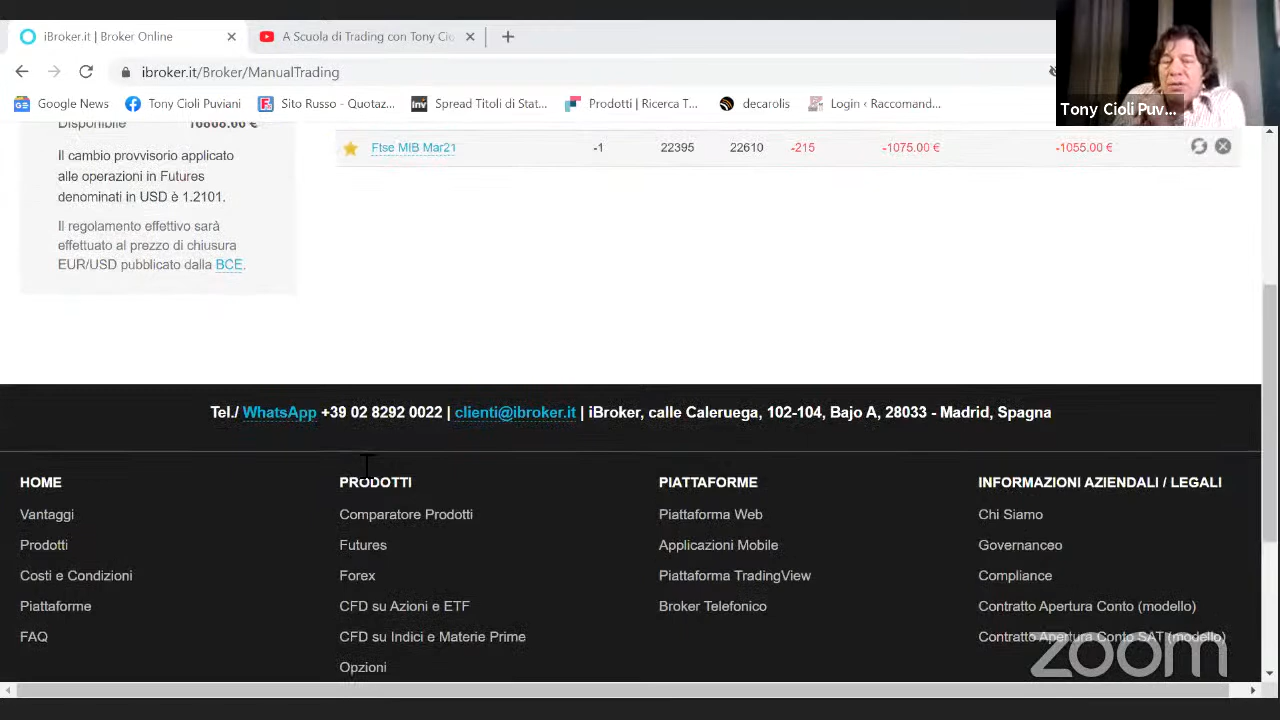 iBroker.it | Broker Online
A Scuola di Trading con Tony Cio
ibroker.it/Broker/ManualTrading
Google News
Tony Cioli Puviani
Sito Russo - Quotaz...
Spread Titoli di Stat...
Prodotti | Ricerca T...
decarolis
Login ‹ Raccomand...
Tony Cioli Puv...
Disponibile 16868.06 €
Il cambio provvisorio applicato
alle operazioni in Futures
denominati in USD è 1.2101.
Il regolamento effettivo sarà
effettuato al prezzo di chiusura
EUR/USD pubblicato dalla BCE.
Ftse MIB Mar21 -1 22395 22610 -215 -1075.00 € -1055.00 €
Tel./ WhatsApp +39 02 8292 0022 | clienti@ibroker.it | iBroker, calle Caleruega, 102-104, Bajo A, 28033 - Madrid, Spagna
HOME
Vantaggi
Prodotti
Costi e Condizioni
Piattaforme
FAQ
PRODOTTI
Comparatore Prodotti
Futures
Forex
CFD su Azioni e ETF
CFD su Indici e Materie Prime
Opzioni
PIATTAFORME
Piattaforma Web
Applicazioni Mobile
Piattaforma TradingView
Broker Telefonico
INFORMAZIONI AZIENDALI / LEGALI
Chi Siamo
Governanceo
Compliance
Contratto Apertura Conto (modello)
Contratto Apertura Conto SAT (modello)
zoom